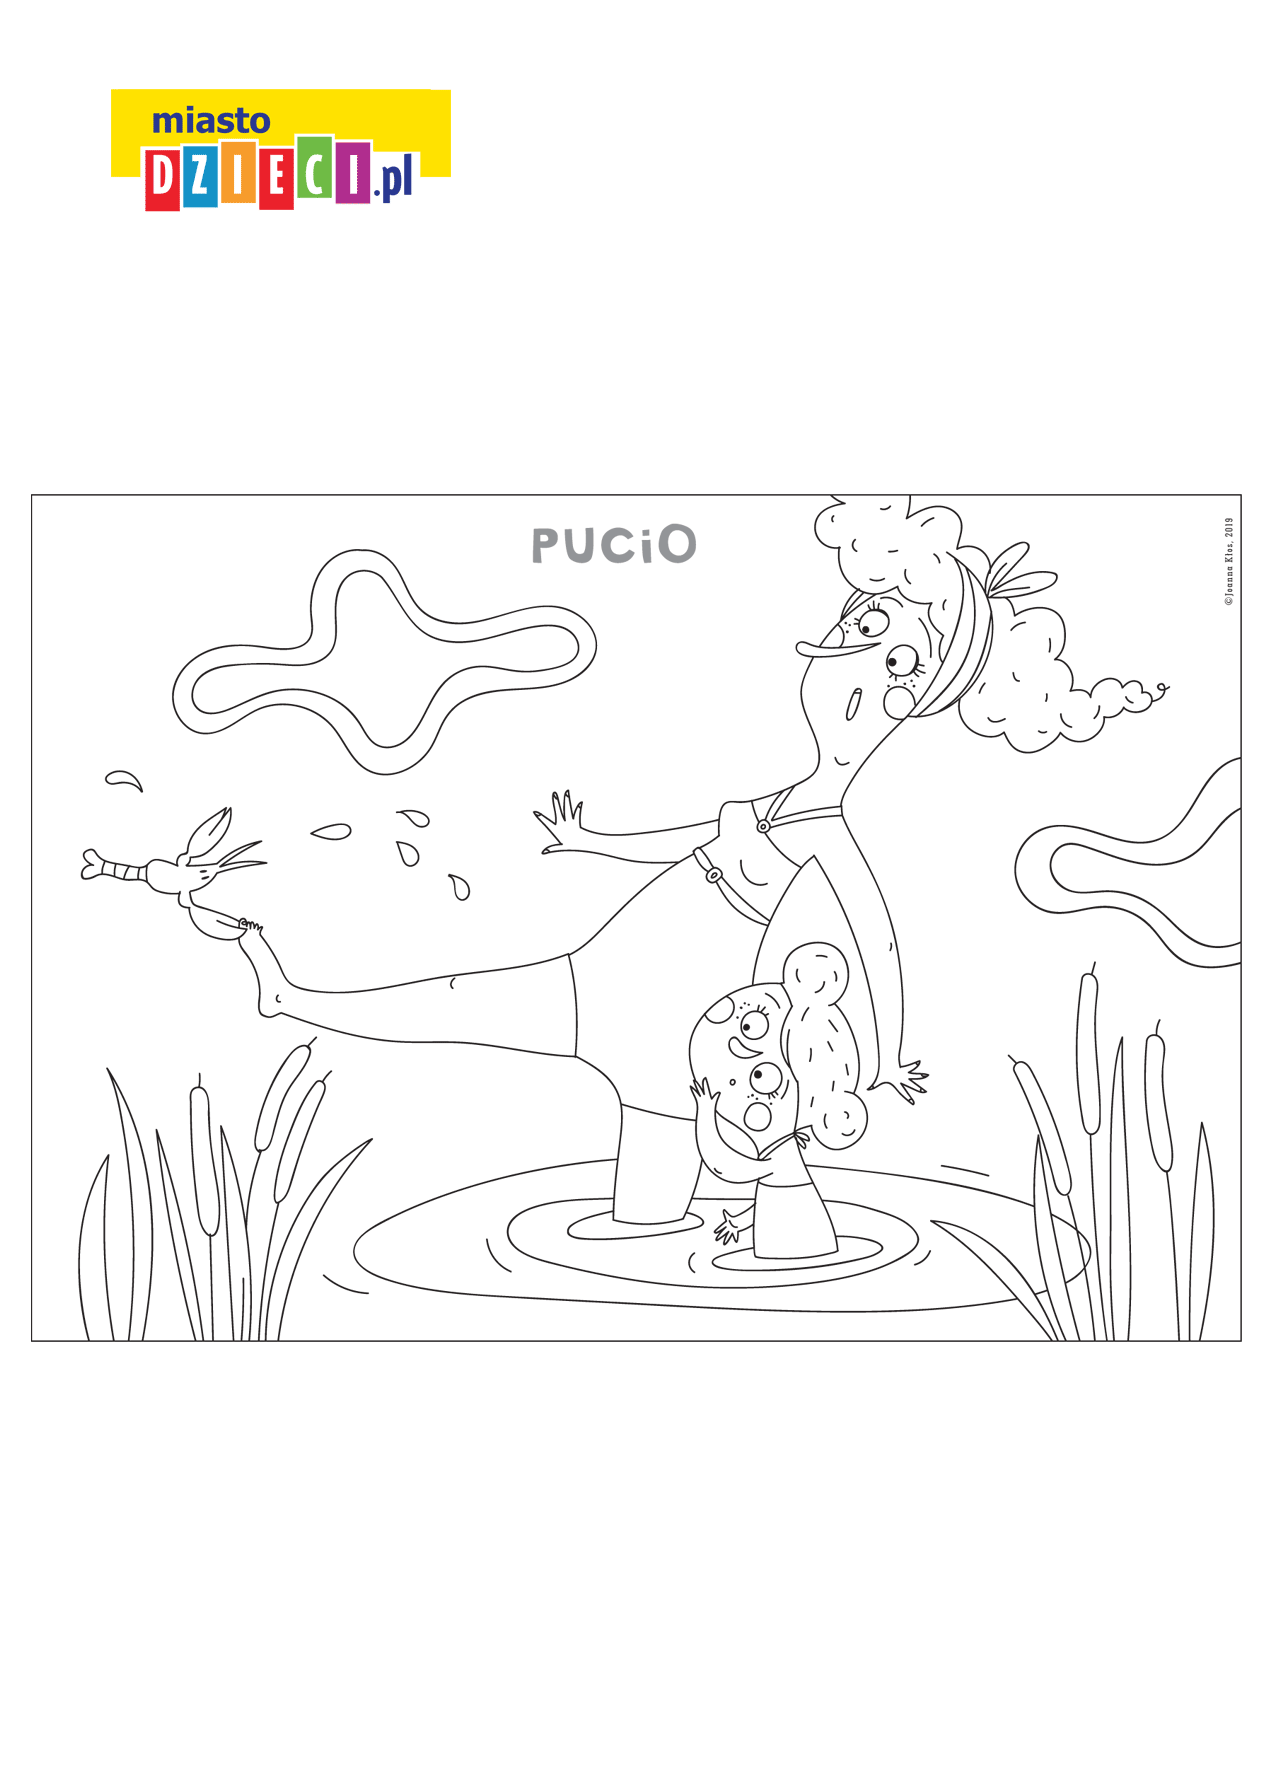 miasto
DZIECI.pl
PUCiO
©Joanna Kłos, 2019